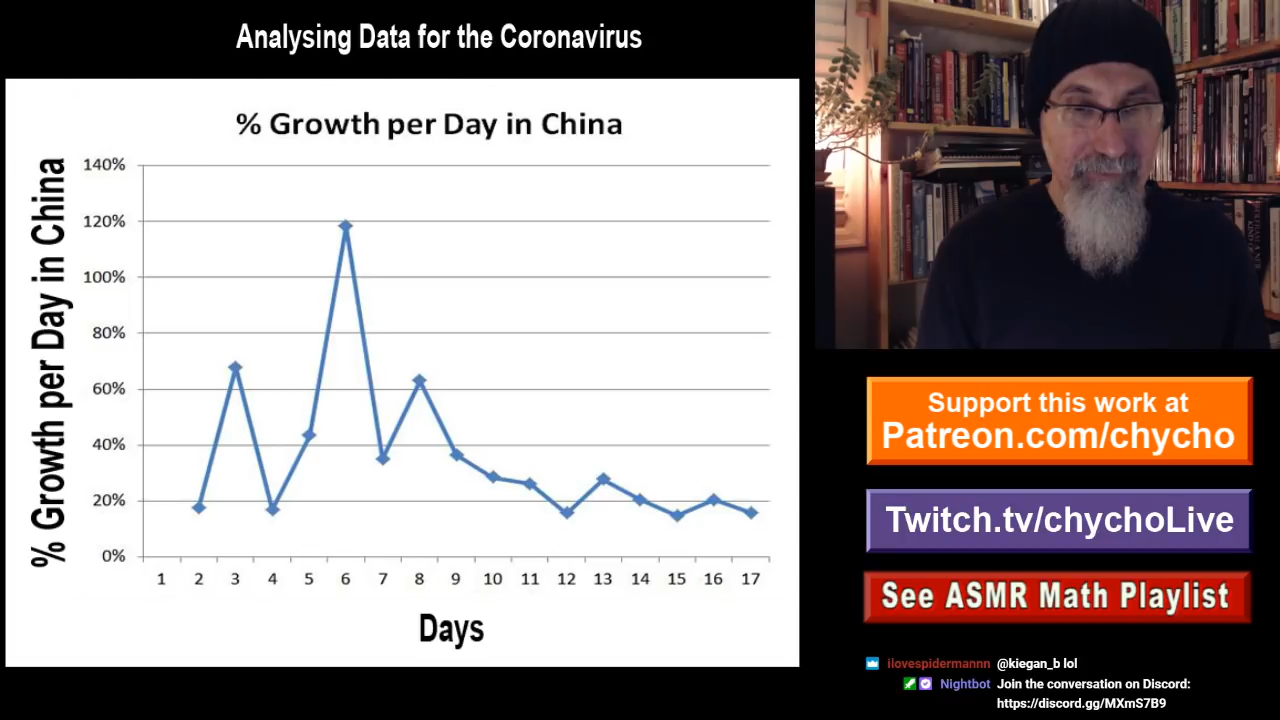 Analysing Data for the Coronavirus
% Growth per Day in China
% Growth per Day in China
140%
120%
100%
80%
60%
40%
20%
0%
1 2 3 4 5 6 7 8 9 10 11 12 13 14 15 16 17
Days
Support this work at
Patreon.com/chycho
Twitch.tv/chychoLive
See ASMR Math Playlist
ilovespidermannn @kiegan_b lol
Nightbot Join the conversation on Discord:
https://discord.gg/MXmS7B9